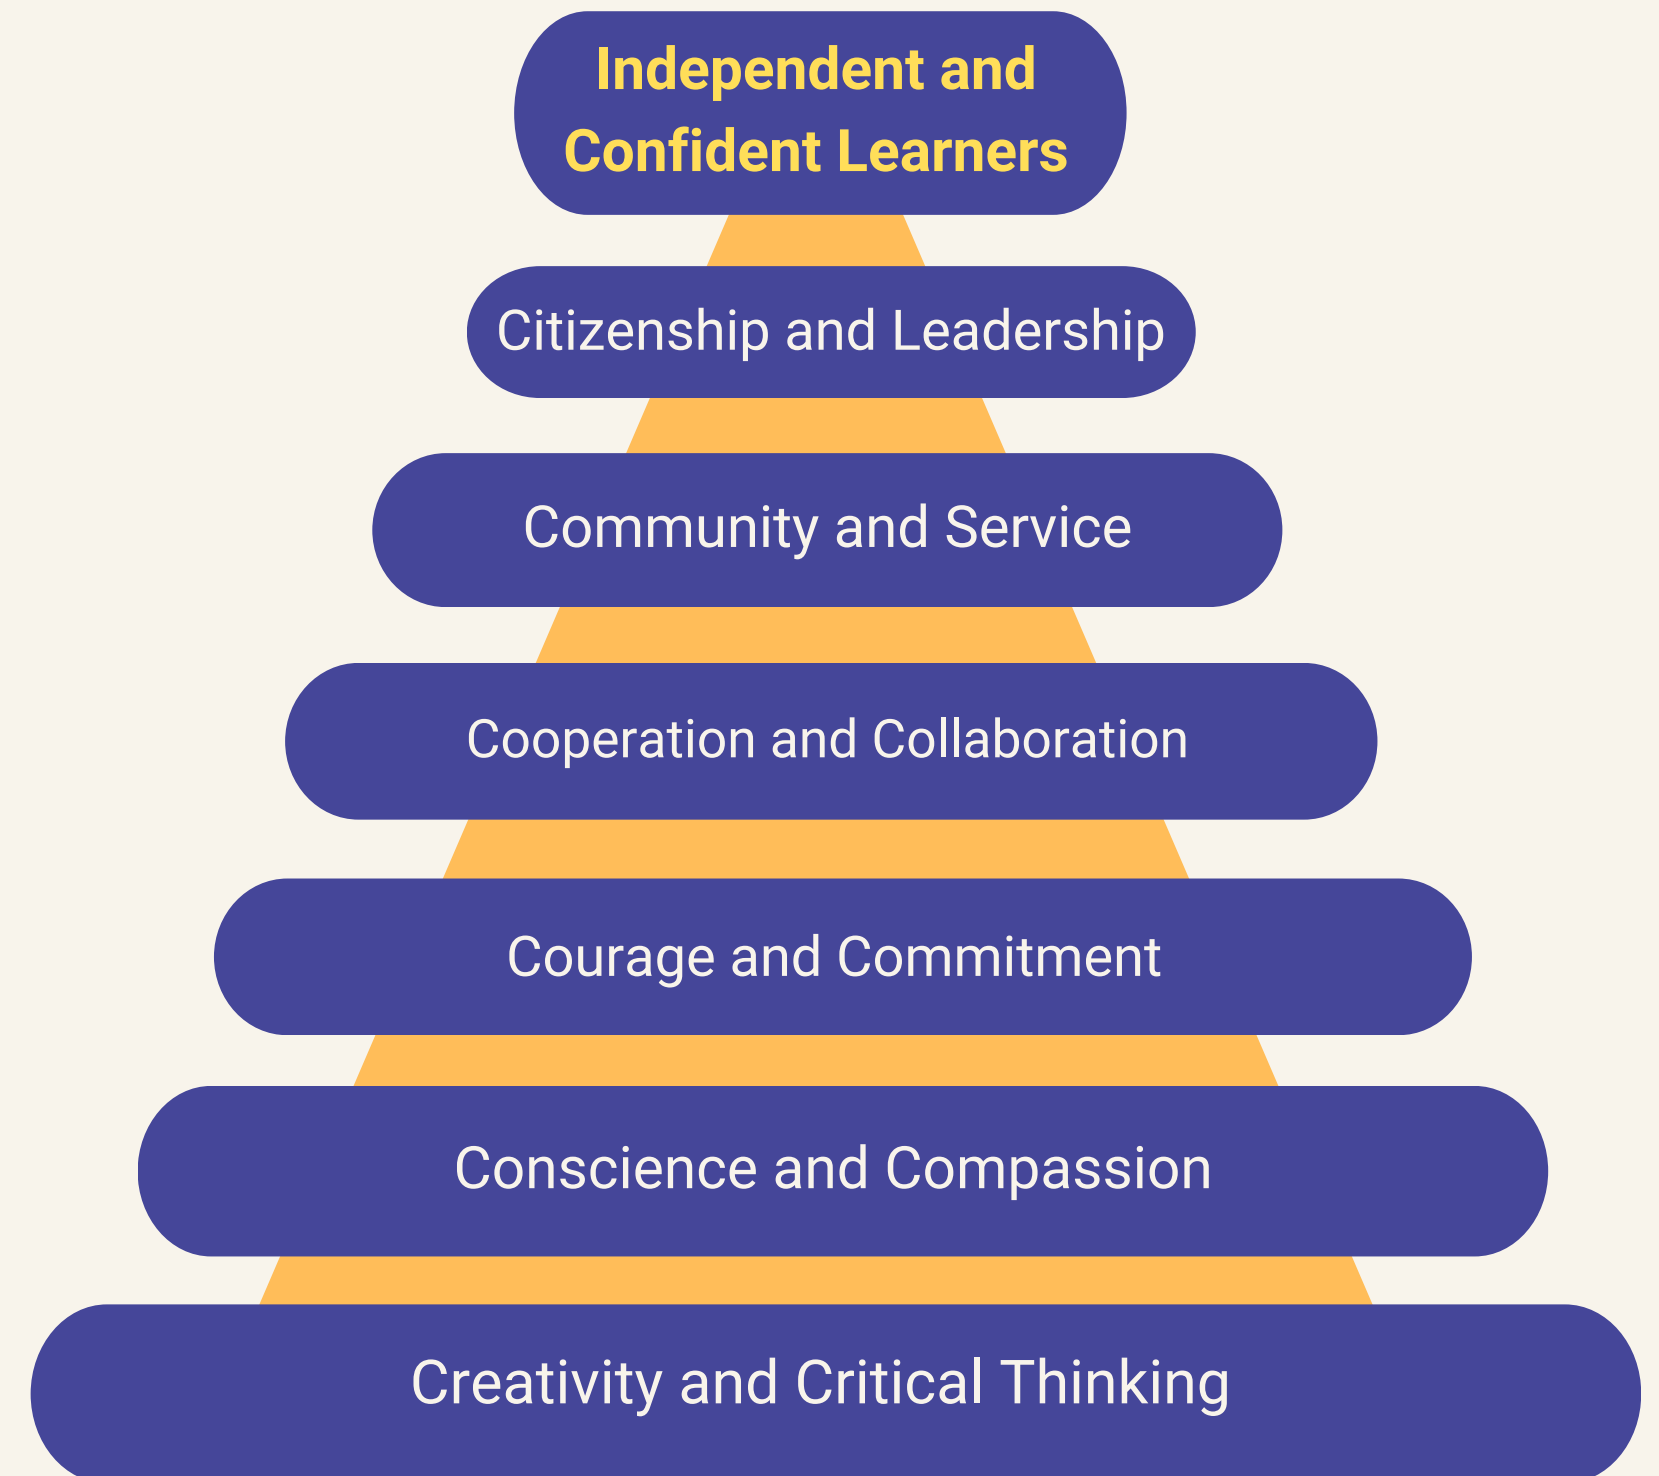 Independent and
Confident Learners
Citizenship and Leadership
Community and Service
Cooperation and Collaboration
Courage and Commitment
Conscience and Compassion
Creativity and Critical Thinking